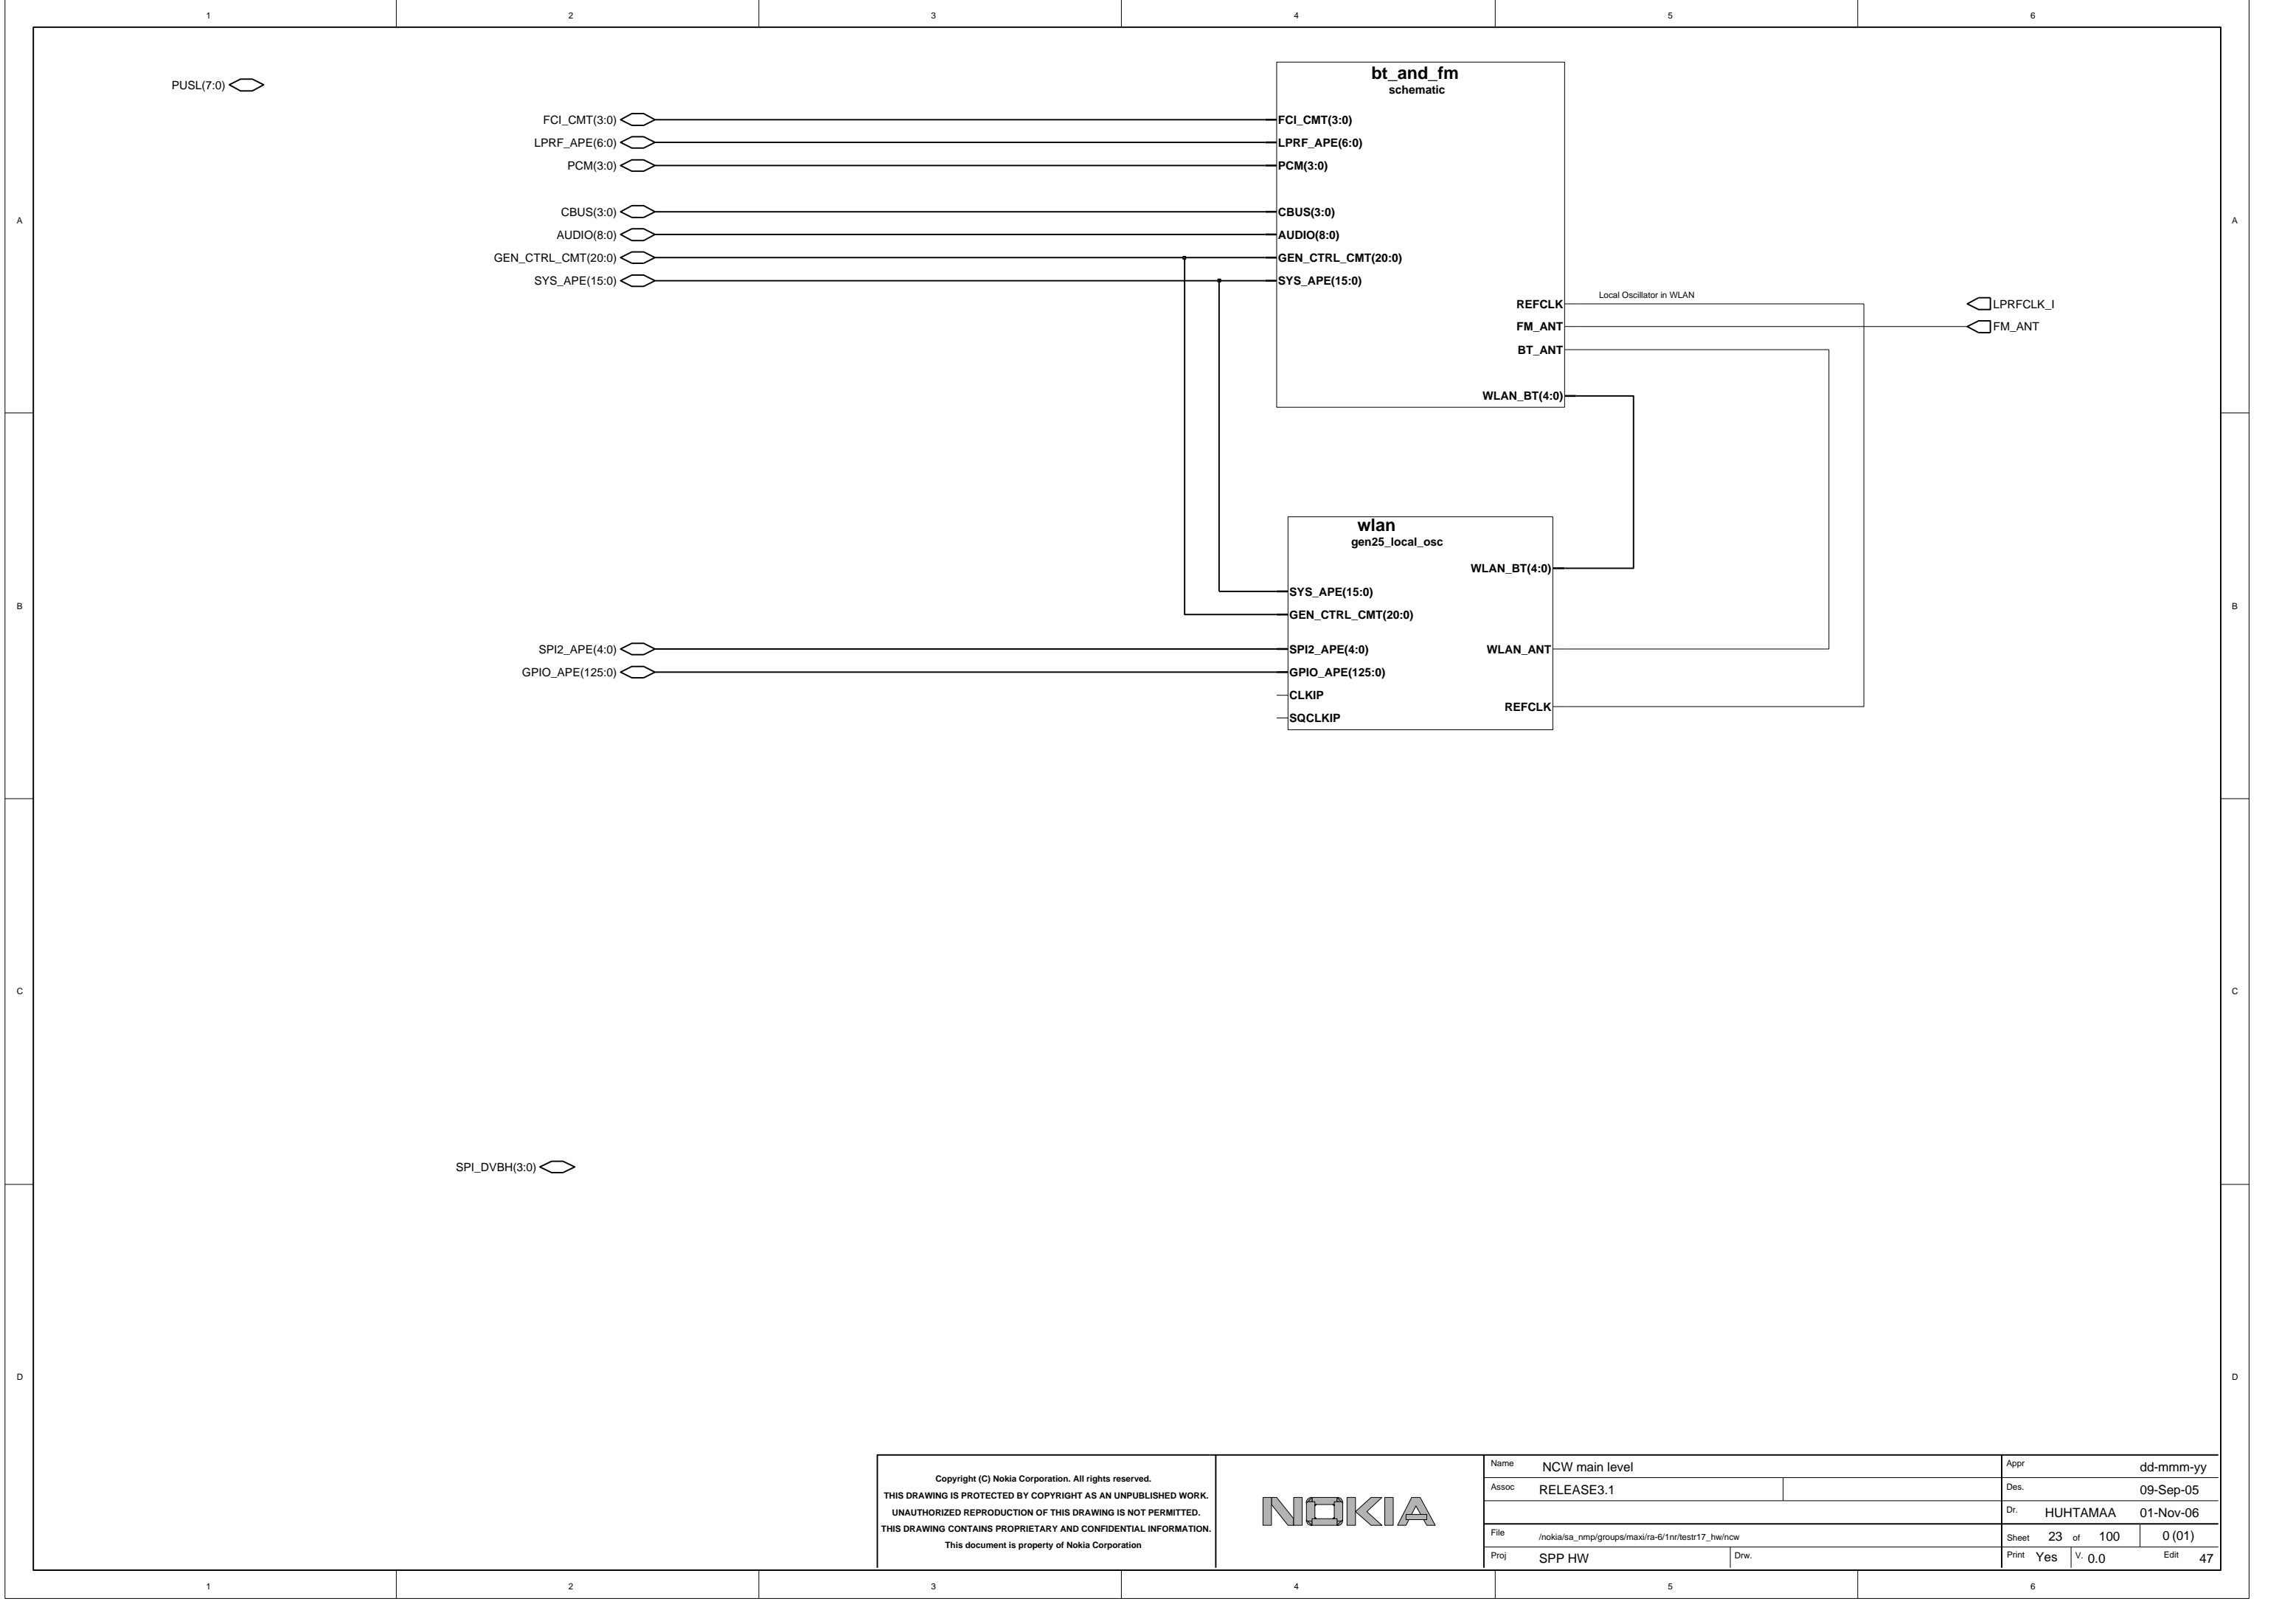 1 2 3 4 5 6
PUSL(7:0)
bt_and_fm
schematic
FCI_CMT(3:0) FCI_CMT(3:0)
LPRF_APE(6:0) LPRF_APE(6:0)
PCM(3:0) PCM(3:0)
CBUS(3:0) CBUS(3:0)
A A
AUDIO(8:0) AUDIO(8:0)
GEN_CTRL_CMT(20:0) GEN_CTRL_CMT(20:0)
SYS_APE(15:0) SYS_APE(15:0)
Local Oscillator in WLAN
REFCLK LPRFCLK_I
FM_ANT FM_ANT
BT_ANT
WLAN_BT(4:0)
wlan
gen25_local_osc
WLAN_BT(4:0)
SYS_APE(15:0)
B B
GEN_CTRL_CMT(20:0)
SPI2_APE(4:0) SPI2_APE(4:0) WLAN_ANT
GPIO_APE(125:0) GPIO_APE(125:0)
CLKIP
REFCLK
SQCLKIP
C C
SPI_DVBH(3:0)
D D
Copyright (C) Nokia Corporation. All rights reserved.
THIS DRAWING IS PROTECTED BY COPYRIGHT AS AN UNPUBLISHED WORK.
UNAUTHORIZED REPRODUCTION OF THIS DRAWING IS NOT PERMITTED.
THIS DRAWING CONTAINS PROPRIETARY AND CONFIDENTIAL INFORMATION.
This document is property of Nokia Corporation
NOKIA
Name NCW main level Appr dd-mmm-yy
Assoc RELEASE3.1 Des. 09-Sep-05
Dr. HUHTAMAA 01-Nov-06
File /nokia/sa_nmp/groups/maxi/ra-6/1nr/testr17_hw/ncw Sheet 23 of 100 0 (01)
Proj SPP HW Drw. Print Yes V. 0.0 Edit 47
1 2 3 4 5 6